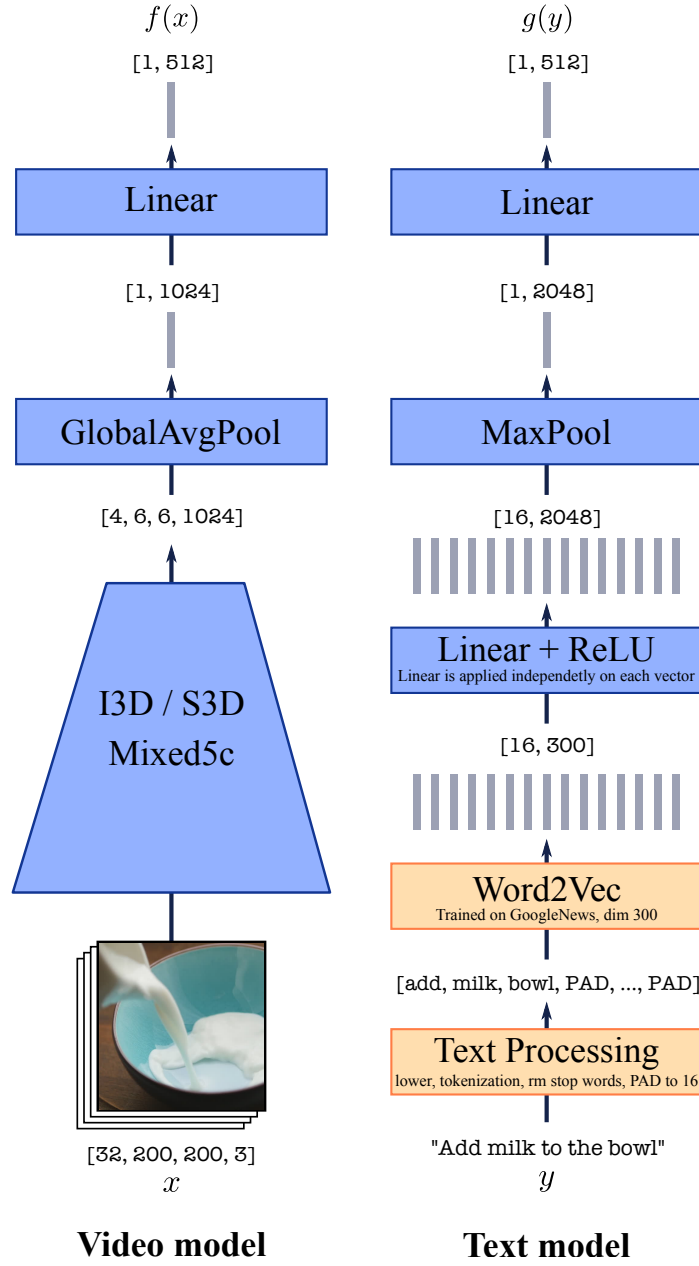 f(x)
[1, 512]
Linear
[1, 1024]
GlobalAvgPool
[4, 6, 6, 1024]
I3D / S3D
Mixed5c
[32, 200, 200, 3]
x
Video model
g(y)
[1, 512]
Linear
[1, 2048]
MaxPool
[16, 2048]
Linear + ReLU
Linear is applied independetly on each vector
[16, 300]
Word2Vec
Trained on GoogleNews, dim 300
[add, milk, bowl, PAD, ..., PAD]
Text Processing
lower, tokenization, rm stop words, PAD to 16
"Add milk to the bowl"
y
Text model